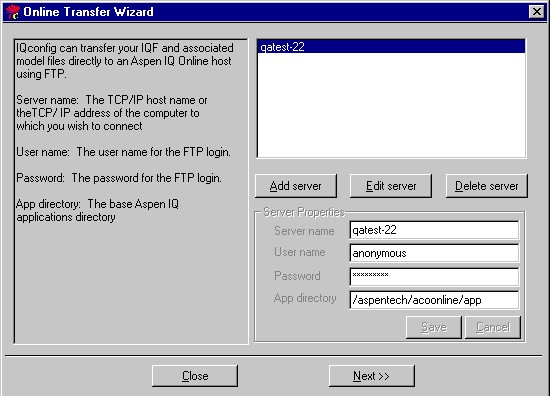 Online Transfer Wizard
IQconfig can transfer your IQF and associated
model files directly to an Aspen IQ Online host
using FTP.
Server name: The TCP/IP host name or
theTCP/ IP address of the computer to
which you wish to connect
User name: The user name for the FTP login.
Password: The password for the FTP login.
App directory: The base Aspen IQ
applications directory
qatest-22
Add server
Edit server
Delete server
Server Properties
Server name
qatest-22
User name
anonymous
Password
*********
App directory
/aspentech/acoonline/app
Save
Cancel
Close
Next >>